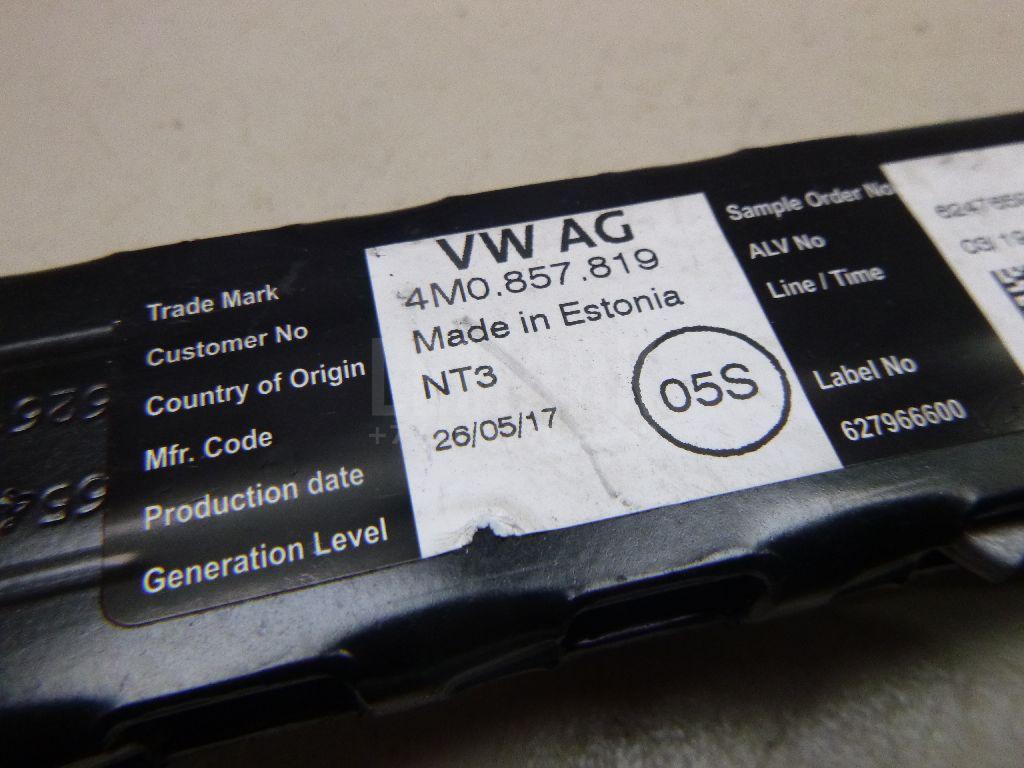 Trade Mark
Customer No
Country of Origin
Mfr. Code
Production date
Generation Level
VW AG
4M0.857.819
Made in Estonia
NT3
26/05/17
05S
Sample Order No
ALV No
Line / Time
Label No
627966600